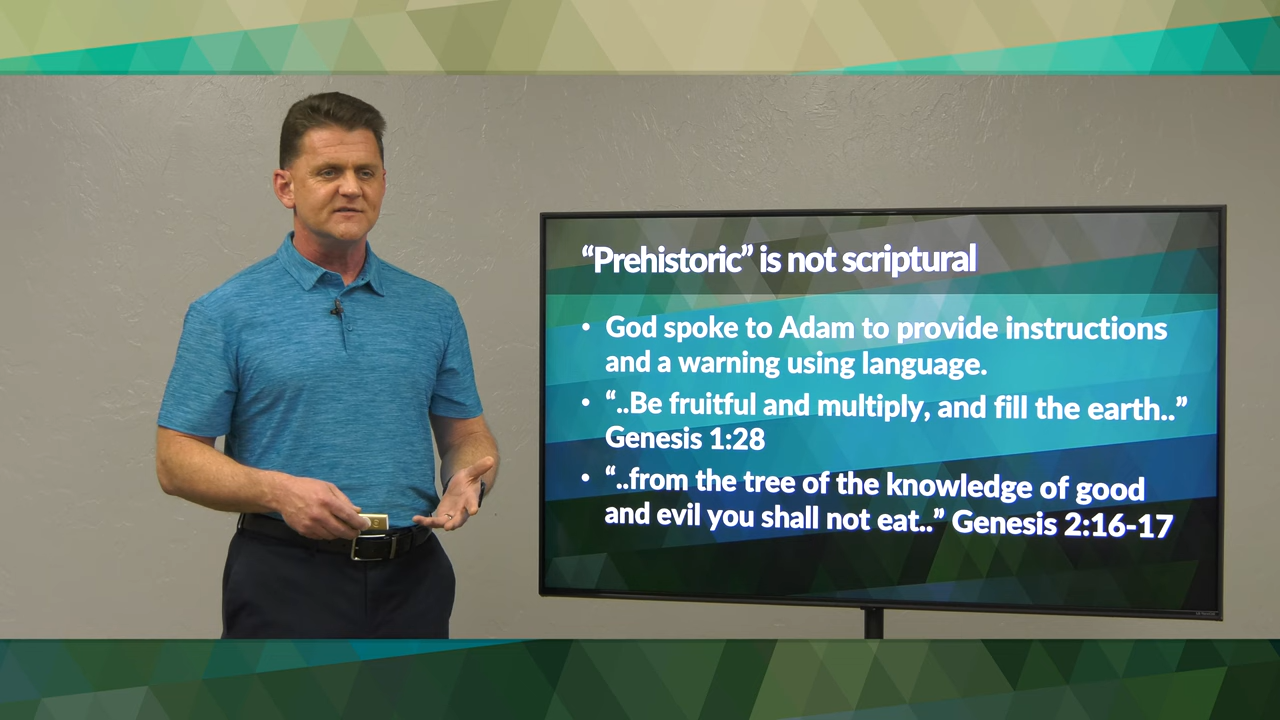 “Prehistoric” is not scriptural
• God spoke to Adam to provide instructions
and a warning using language.
• “..Be fruitful and multiply, and fill the earth..”
Genesis 1:28
• “..from the tree of the knowledge of good
and evil you shall not eat..” Genesis 2:16-17